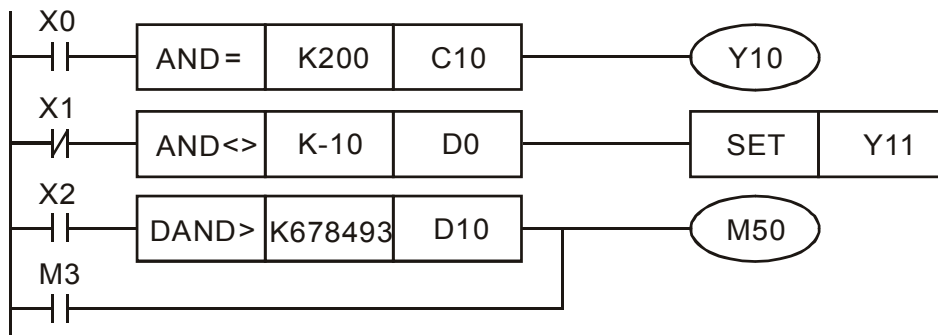 X0
AND= K200 C10 Y10
X1
AND<> K-10 D0 SET Y11
X2
DAND> K678493 D10 M50
M3